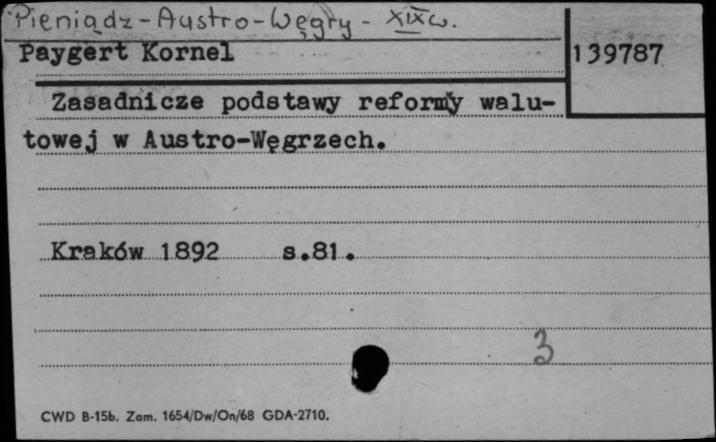 Pieniądz-Austro-Węgry - XIX w.
Paygert Kornel
139787
Zasadnicze podstawy reformy walu-
towej w Austro-Węgrzech.
Kraków 1892 s.81.
3
CWD B-15b. Zam. 1654/Dw/On/68 GDA-2710.